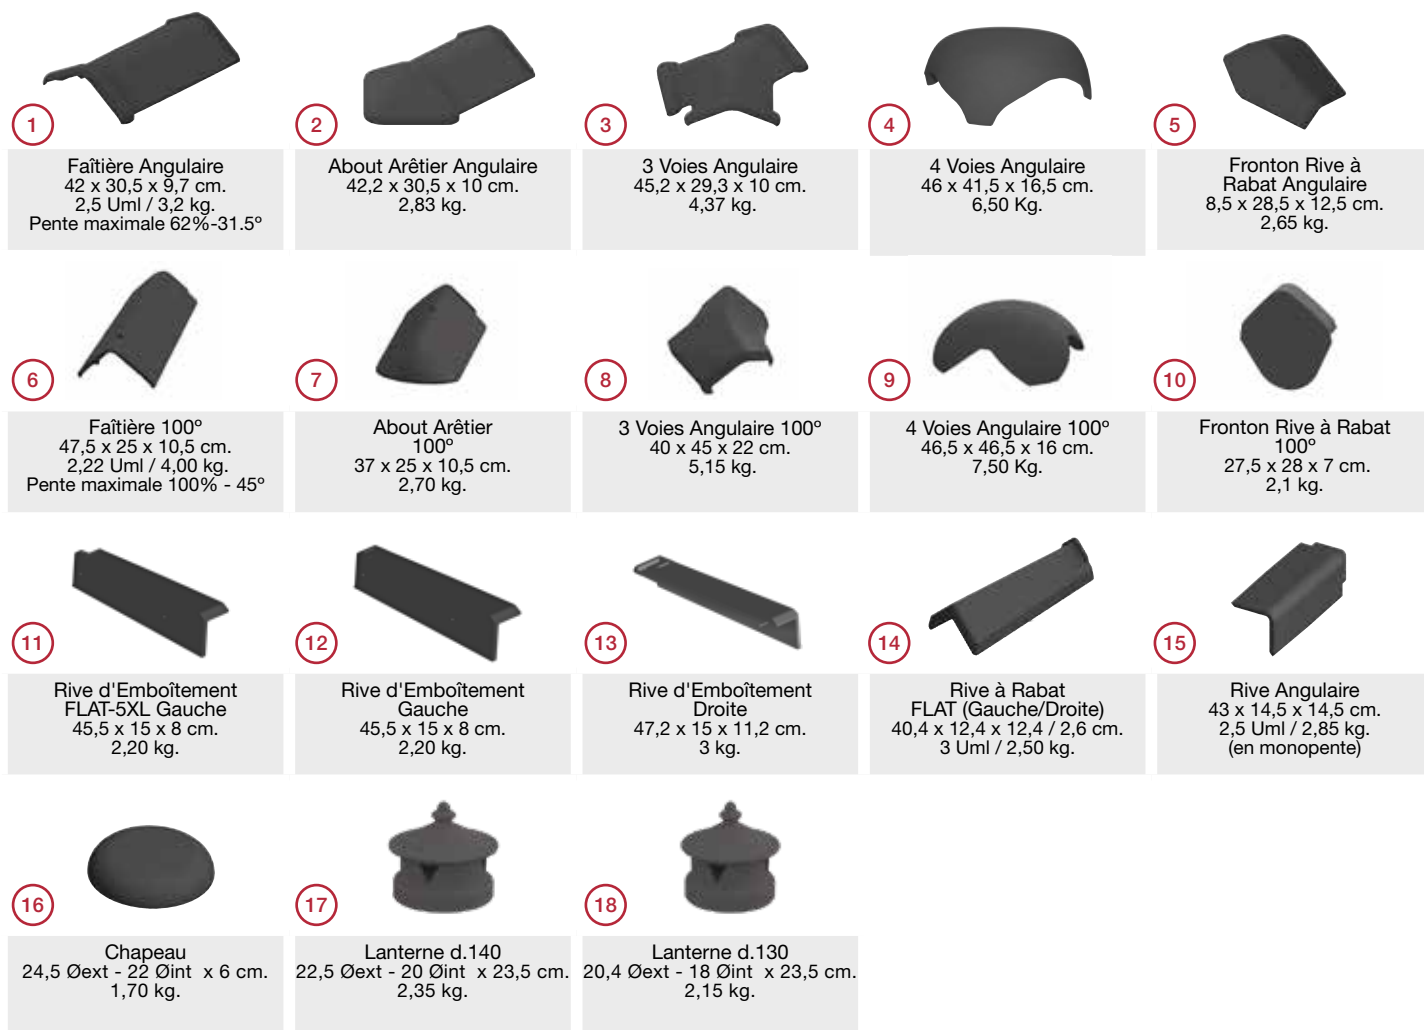 1
Faîtière Angulaire
42 x 30,5 x 9,7 cm.
2,5 Uml / 3,2 kg.
Pente maximale 62%-31.5º
2
About Arêtier Angulaire
42,2 x 30,5 x 10 cm.
2,83 kg.
3
3 Voies Angulaire
45,2 x 29,3 x 10 cm.
4,37 kg.
4
4 Voies Angulaire
46 x 41,5 x 16,5 cm.
6,50 Kg.
5
Fronton Rive à
Rabat Angulaire
8,5 x 28,5 x 12,5 cm.
2,65 kg.
6
Faîtière 100º
47,5 x 25 x 10,5 cm.
2,22 Uml / 4,00 kg.
Pente maximale 100% - 45º
7
About Arêtier
100º
37 x 25 x 10,5 cm.
2,70 kg.
8
3 Voies Angulaire 100º
40 x 45 x 22 cm.
5,15 kg.
9
4 Voies Angulaire 100º
46,5 x 46,5 x 16 cm.
7,50 Kg.
10
Fronton Rive à Rabat
100º
27,5 x 28 x 7 cm.
2,1 kg.
11
Rive d'Emboîtement
FLAT-5XL Gauche
45,5 x 15 x 8 cm.
2,20 kg.
12
Rive d'Emboîtement
Gauche
45,5 x 15 x 8 cm.
2,20 kg.
13
Rive d'Emboîtement
Droite
47,2 x 15 x 11,2 cm.
3 kg.
14
Rive à Rabat
FLAT (Gauche/Droite)
40,4 x 12,4 x 12,4 / 2,6 cm.
3 Uml / 2,50 kg.
15
Rive Angulaire
43 x 14,5 x 14,5 cm.
2,5 Uml / 2,85 kg.
(en monopente)
16
Chapeau
24,5 Øext - 22 Øint x 6 cm.
1,70 kg.
17
Lanterne d.140
22,5 Øext - 20 Øint x 23,5 cm.
2,35 kg.
18
Lanterne d.130
20,4 Øext - 18 Øint x 23,5 cm.
2,15 kg.